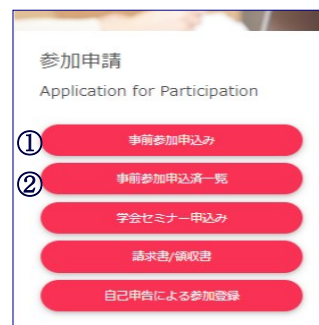 参加申請
Application for Participation
① 事前参加申込み
② 事前参加申込済一覧
学会セミナー申込み
請求書/領収書
自己申告による参加登録